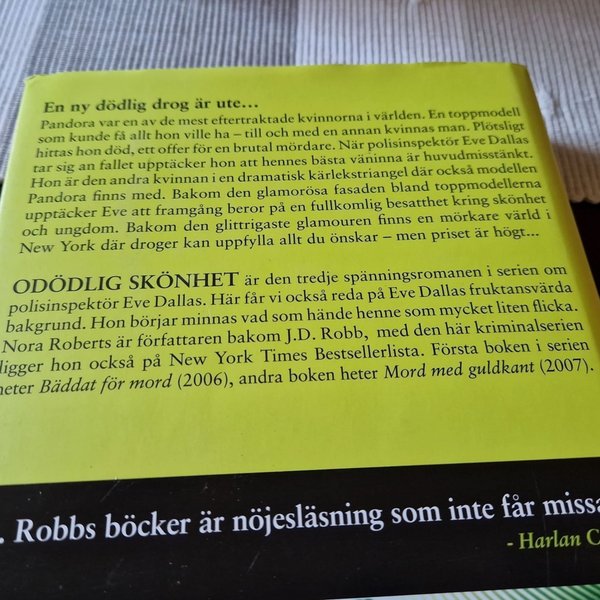 En ny dödlig drog är ute...
Pandora var en av de mest eftertraktade kvinnorna i världen. En toppmodell
som kunde få allt hon ville ha – till och med en annan kvinnas man. Plötsligt
hittas hon död, ett offer för en brutal mördare. När polisinspektör Eve Dallas
tar sig an fallet upptäcker hon att hennes bästa väninna är huvudmisstänkt.
Hon är den andra kvinnan i en dramatisk kärlekstriangel där också modellen
Pandora finns med. Bakom den glamorösa fasaden bland toppmodellerna
upptäcker Eve att framgång beror på en fullkomlig besatthet kring skönhet
och ungdom. Bakom den glittrigaste glamouren finns en mörkare värld i
New York där droger kan uppfylla allt du önskar – men priset är högt...
ODÖDLIG SKÖNHET är den tredje spänningsromanen i serien om
polisinspektör Eve Dallas. Här får vi också reda på Eve Dallas fruktansvärda
bakgrund. Hon börjar minnas vad som hände henne som mycket liten flicka.
Nora Roberts är författaren bakom J.D. Robb, med den här kriminalserien
ligger hon också på New York Times Bestsellerlista. Första boken i serien
heter Bäddat för mord (2006), andra boken heter Mord med guldkant (2007).
. Robbs böcker är nöjesläsning som inte får missa
- Harlan C